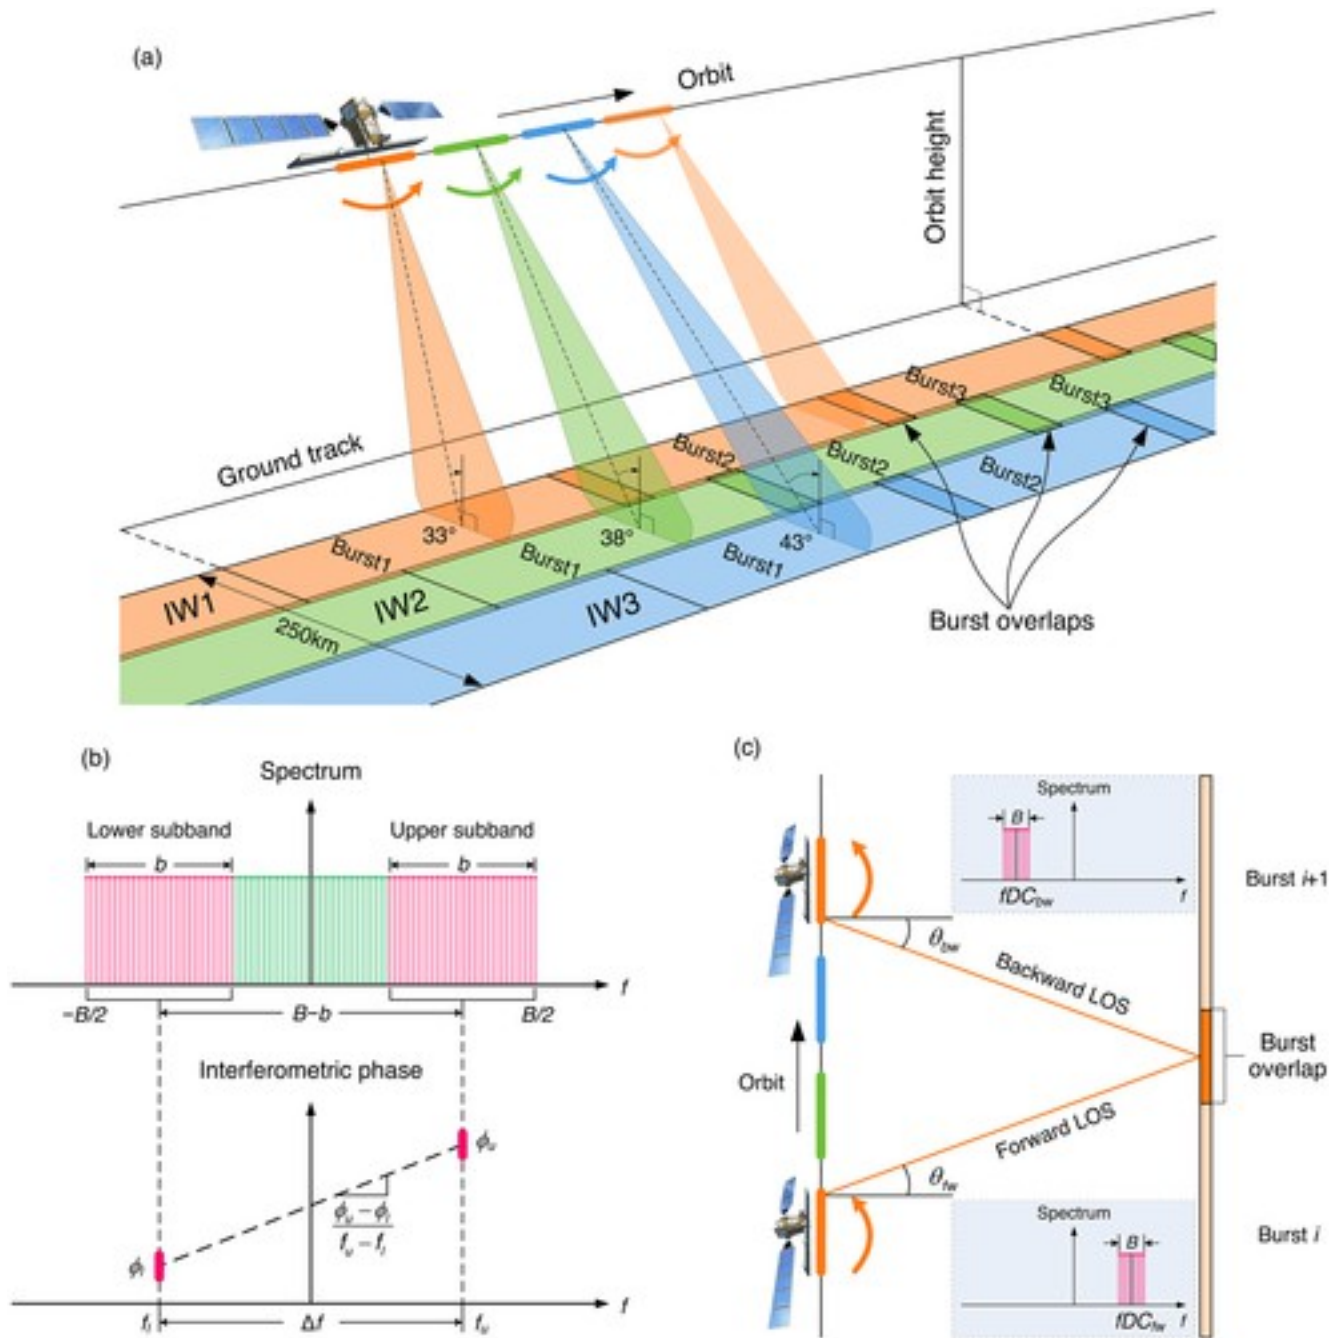 (a)
Orbit
Orbit height
Ground track
Burst3
Burst3
Burst2
Burst2
Burst2
33°
38°
43°
Burst1
Burst1
Burst1
IW1
IW2
IW3
250km
Burst overlaps
(b)
Spectrum
Lower subband
Upper subband
b
b
f
−B/2
B−b
B/2
Interferometric phase
ϕu
ϕu − ϕl
fu − fl
ϕl
f
fl
Δf
fu
(c)
Spectrum
B
fDCbw
f
Burst i+1
θbw
Backward LOS
Orbit
Burst
overlap
Forward LOS
θfw
Spectrum
B
fDCfw
f
Burst i